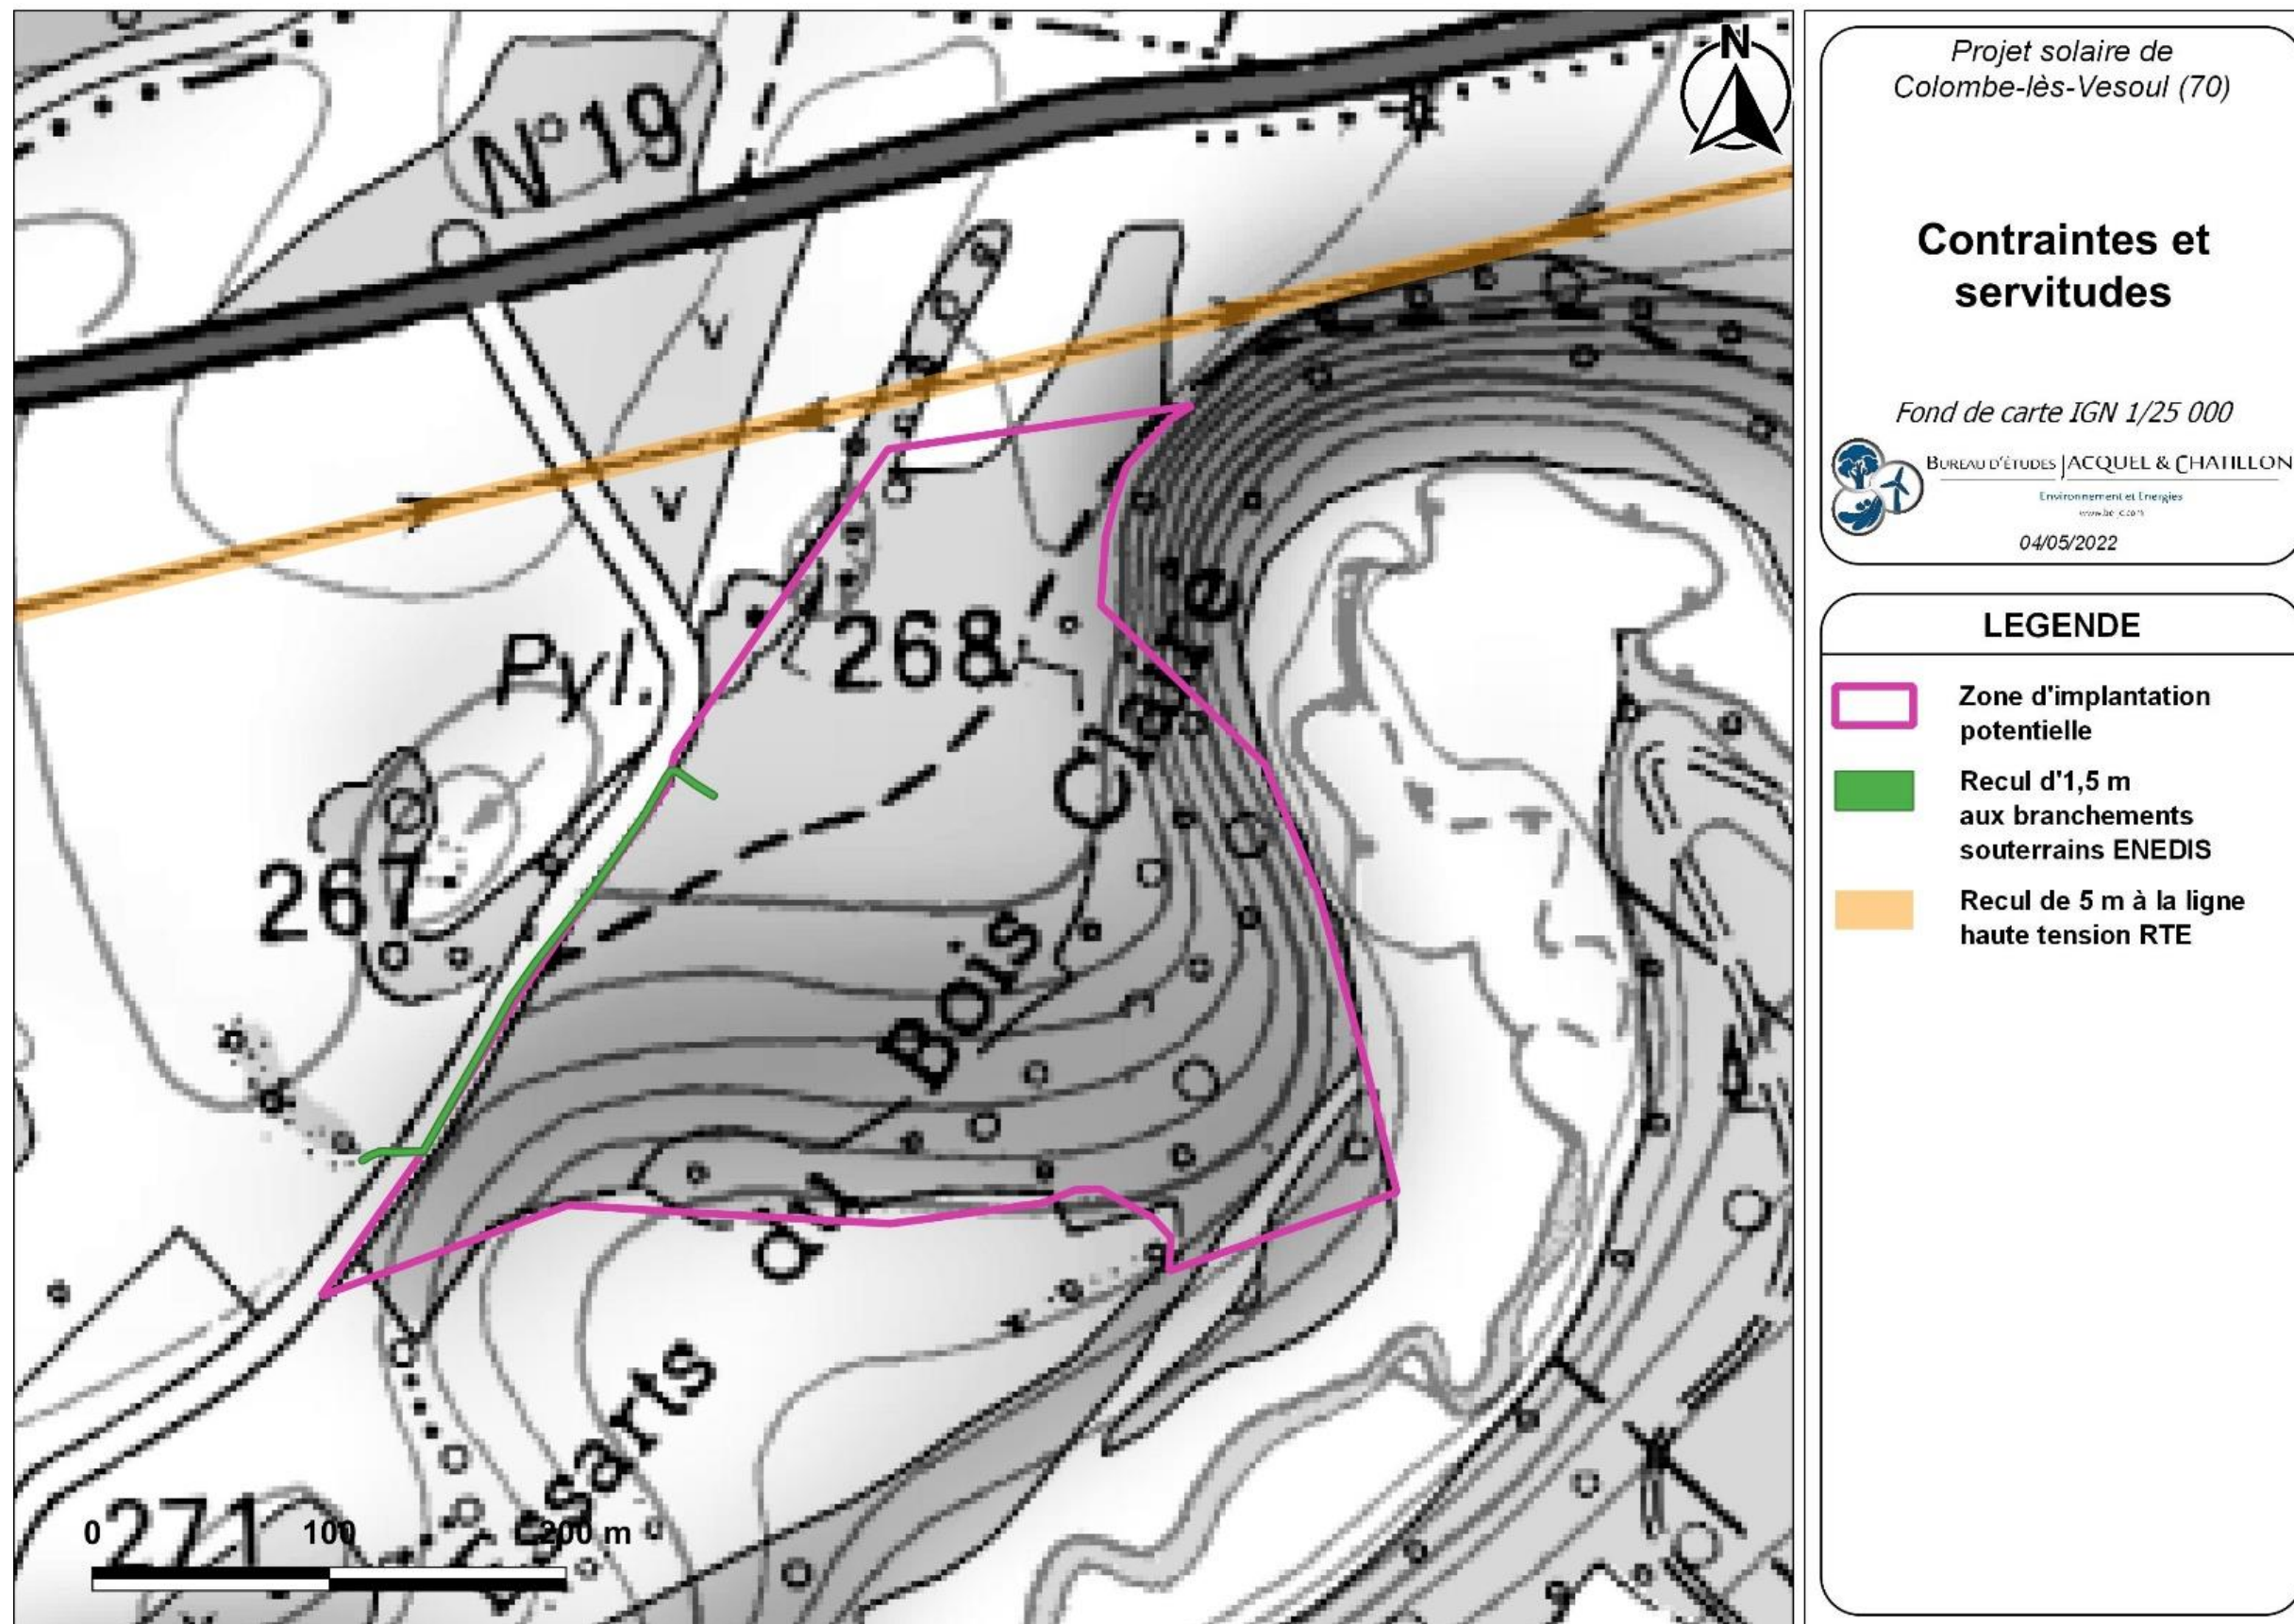 N°19
N
Pyl.
268
267
271
Essarts
du
Bois
Claire
0 100 200 m
Projet solaire de
Colombe-lès-Vesoul (70)
Contraintes et
servitudes
Fond de carte IGN 1/25 000
BUREAU D'ÉTUDES JACQUEL & CHATILLON
Environnement et Energies
04/05/2022
LEGENDE
Zone d'implantation
potentielle
Recul d'1,5 m
aux branchements
souterrains ENEDIS
Recul de 5 m à la ligne
haute tension RTE
V
V